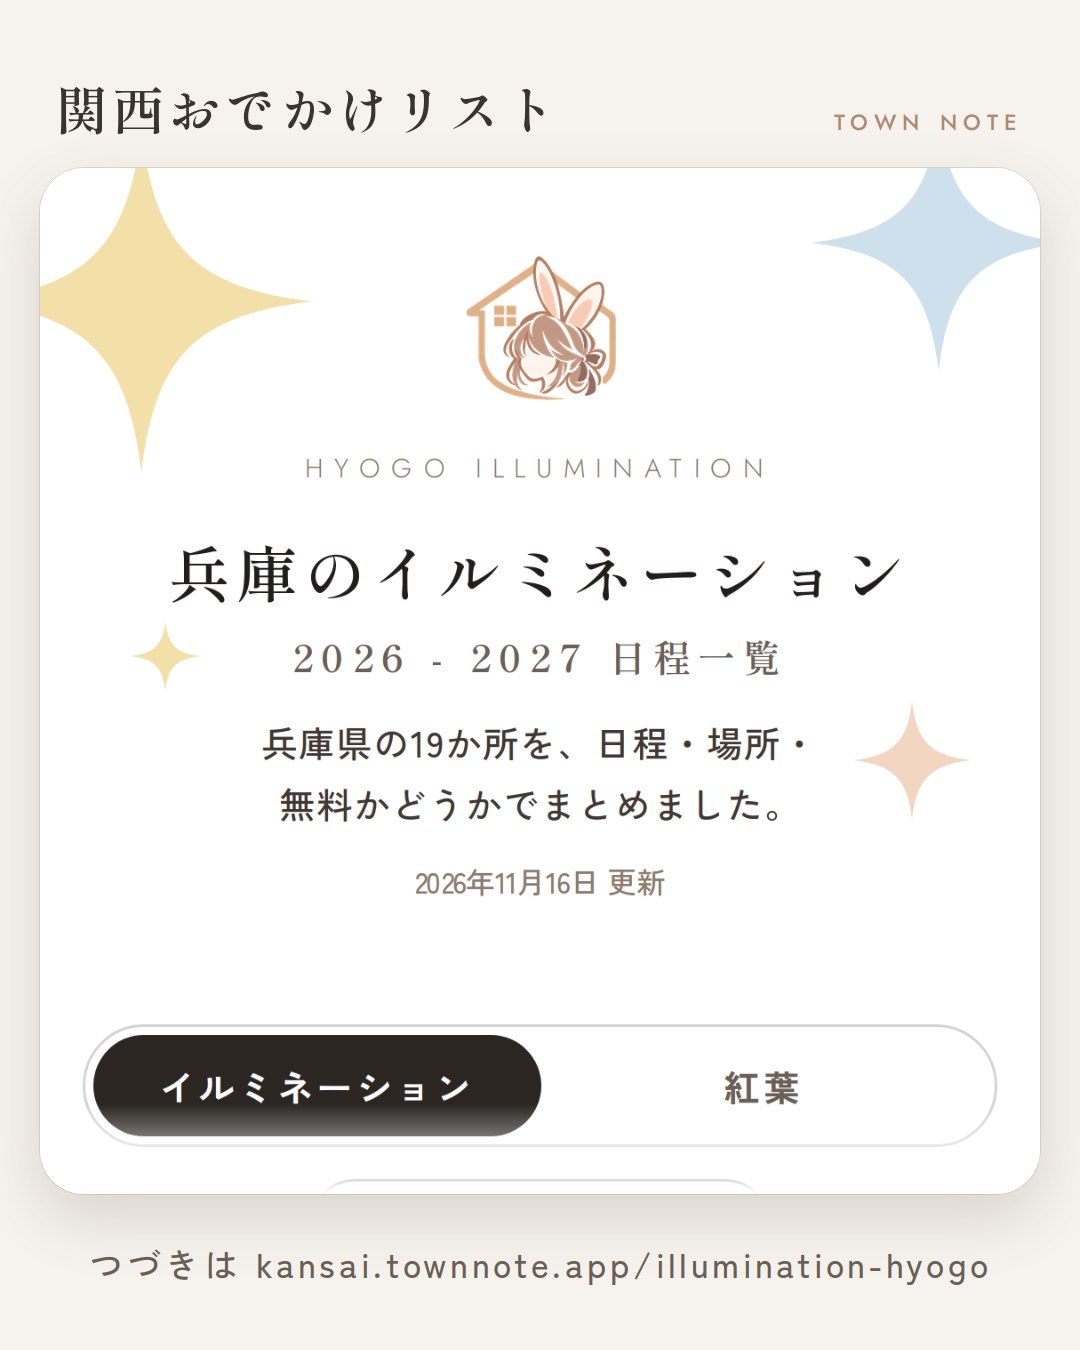 関西おでかけリスト
TOWN NOTE
HYOGO ILLUMINATION
兵庫のイルミネーション
2026 - 2027 日程一覧
兵庫県の19か所を、日程・場所・
無料かどうかでまとめました。
2026年11月16日 更新
イルミネーション
紅葉
つづきは kansai.townnote.app/illumination-hyogo